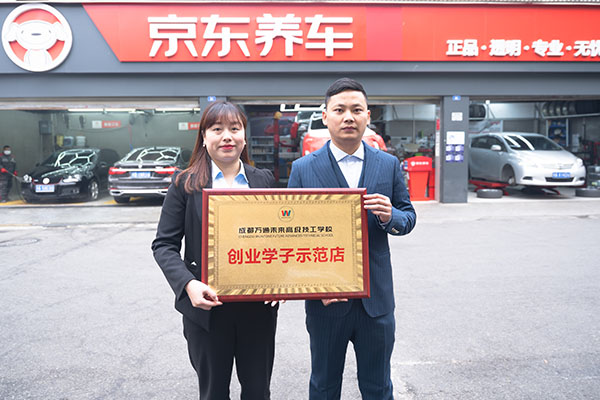 京东养车
正品·透明·专业·无忧
成都万通未来高级技工学校
CHENGDU WONTONE FUTURE ADVANCED TECHNICAL SCHOOL
创业学子示范店